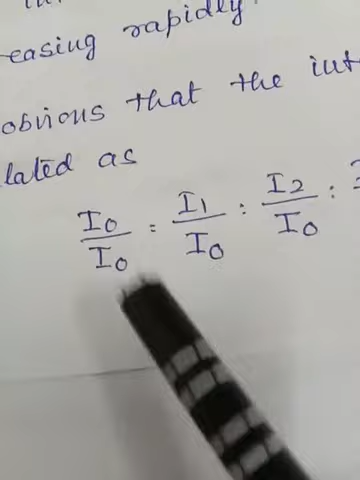 easing rapidly.
obvious that the int
lated as
I₀/I₀ : I₁/I₀ : I₂/I₀ :